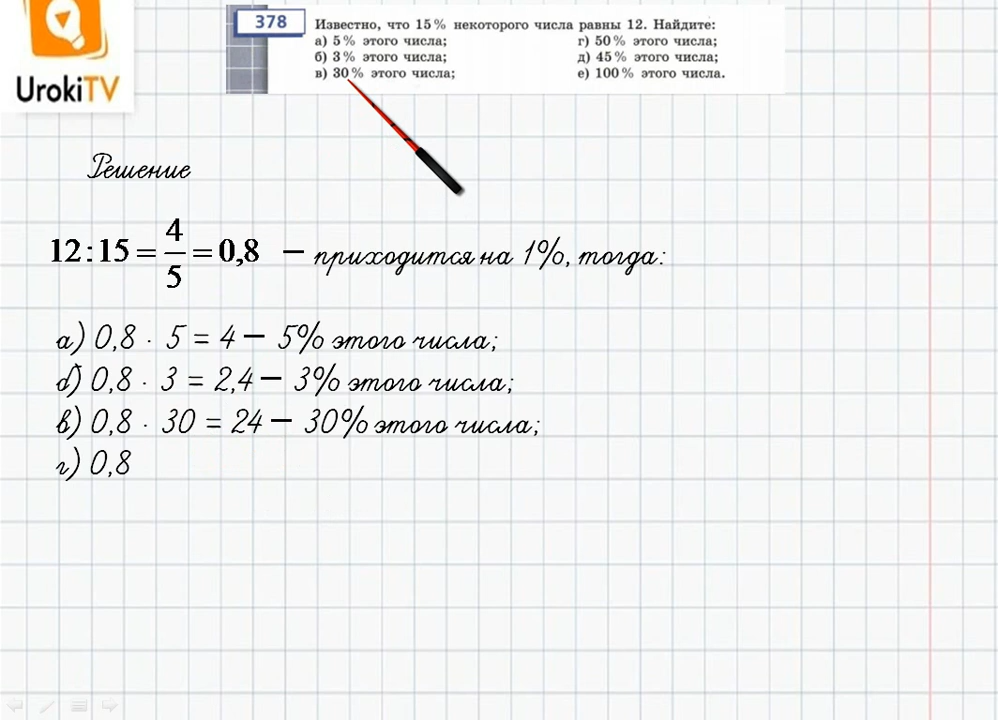 UrokiTV
378
Известно, что 15% некоторого числа равны 12. Найдите:
а) 5% этого числа;
б) 3% этого числа;
в) 30% этого числа;
г) 50% этого числа;
д) 45% этого числа;
е) 100% этого числа.
Решение
12:15 = 4/5 = 0,8 – приходится на 1%, тогда:
а) 0,8 · 5 = 4 – 5% этого числа;
б) 0,8 · 3 = 2,4 – 3% этого числа;
в) 0,8 · 30 = 24 – 30% этого числа;
г) 0,8